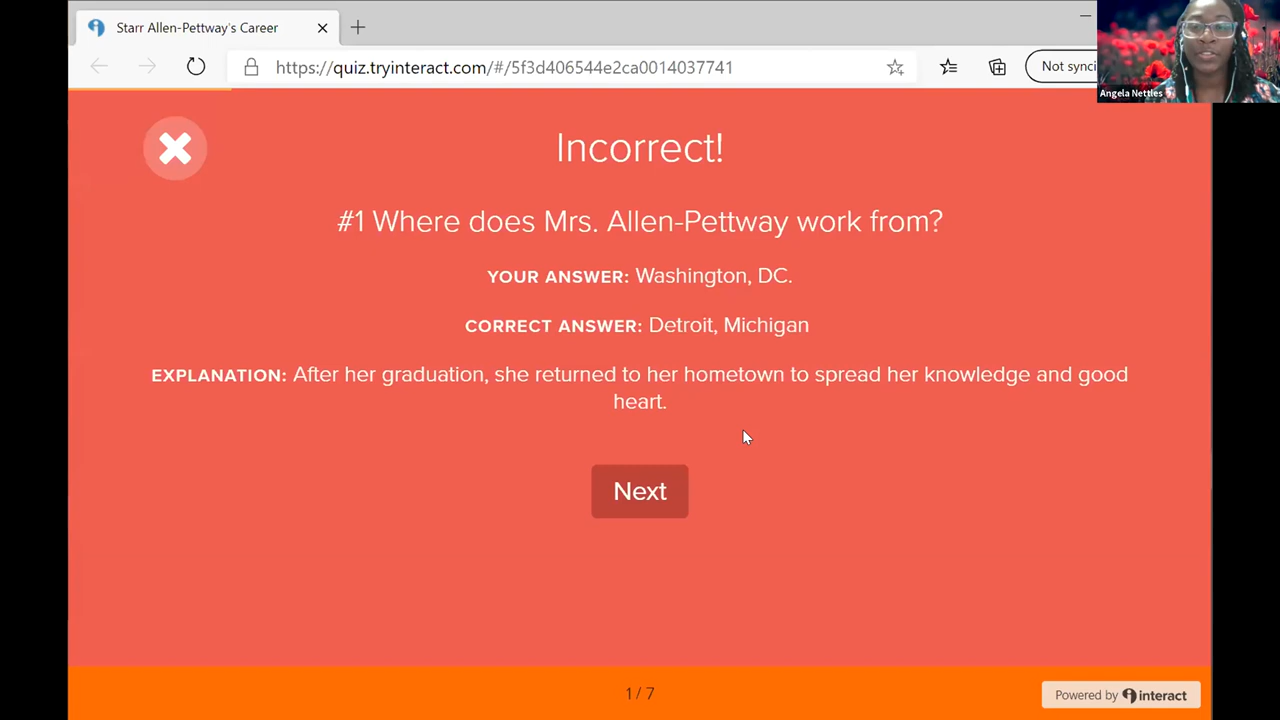 Starr Allen-Pettway's Career
https://quiz.tryinteract.com/#/5f3d406544e2ca0014037741
Not synci
Angela Nettles
Incorrect!
#1 Where does Mrs. Allen-Pettway work from?
YOUR ANSWER: Washington, DC.
CORRECT ANSWER: Detroit, Michigan
EXPLANATION: After her graduation, she returned to her hometown to spread her knowledge and good
heart.
Next
1 / 7
Powered by interact